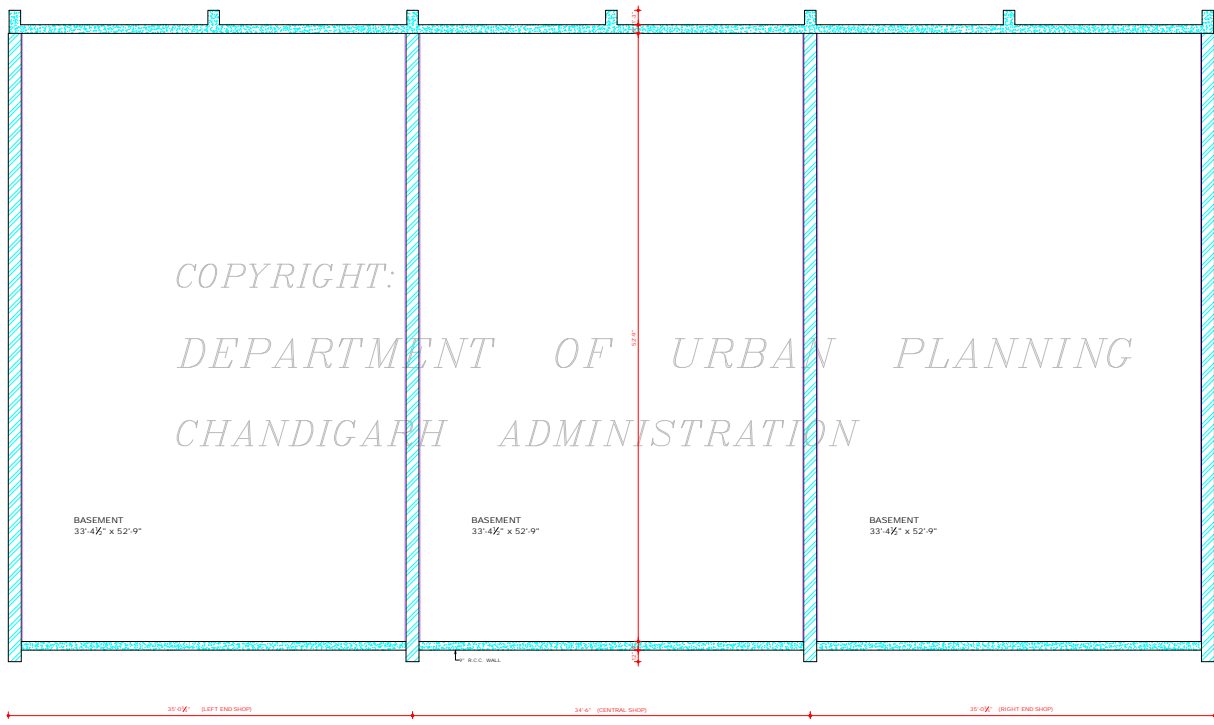 COPYRIGHT:
52'-9"
DEPARTMENT OF URBAN PLANNING
CHANDIGARH ADMINISTRATION
BASEMENT
33'-4½" x 52'-9"
BASEMENT
33'-4½" x 52'-9"
BASEMENT
33'-4½" x 52'-9"
9" R.C.C. WALL
(LEFT END SHOP)
34'-6" (CENTRAL SHOP)
(RIGHT END SHOP)